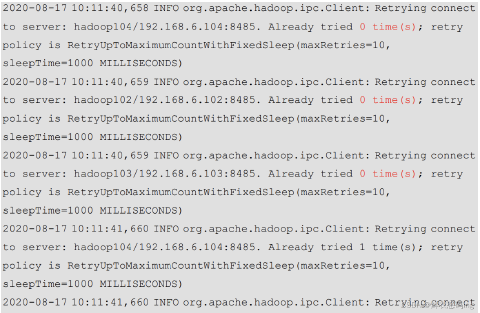 2020-08-17 10:11:40,658 INFO org.apache.hadoop.ipc.Client: Retrying connect
to server: hadoop104/192.168.6.104:8485. Already tried 0 time(s); retry
policy is RetryUpToMaximumCountWithFixedSleep(maxRetries=10,
sleepTime=1000 MILLISECONDS)
2020-08-17 10:11:40,659 INFO org.apache.hadoop.ipc.Client: Retrying connect
to server: hadoop102/192.168.6.102:8485. Already tried 0 time(s); retry
policy is RetryUpToMaximumCountWithFixedSleep(maxRetries=10,
sleepTime=1000 MILLISECONDS)
2020-08-17 10:11:40,659 INFO org.apache.hadoop.ipc.Client: Retrying connect
to server: hadoop103/192.168.6.103:8485. Already tried 0 time(s); retry
policy is RetryUpToMaximumCountWithFixedSleep(maxRetries=10,
sleepTime=1000 MILLISECONDS)
2020-08-17 10:11:41,660 INFO org.apache.hadoop.ipc.Client: Retrying connect
to server: hadoop104/192.168.6.104:8485. Already tried 1 time(s); retry
policy is RetryUpToMaximumCountWithFixedSleep(maxRetries=10,
sleepTime=1000 MILLISECONDS)
2020-08-17 10:11:41,660 INFO org.apache.hadoop.ipc.Client: Retrying connect